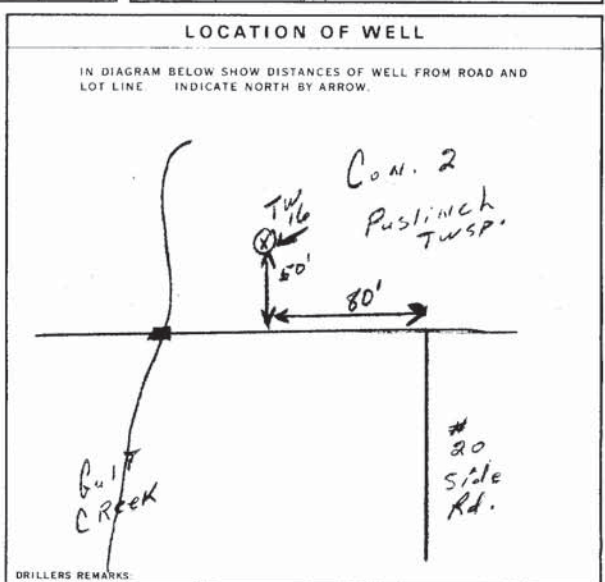 LOCATION OF WELL
IN DIAGRAM BELOW SHOW DISTANCES OF WELL FROM ROAD AND
LOT LINE. INDICATE NORTH BY ARROW.
Con. 2
Puslinch
Twsp.
TW
16
50'
80'
#
20
Side
Rd.
Creek
DRILLERS REMARKS: